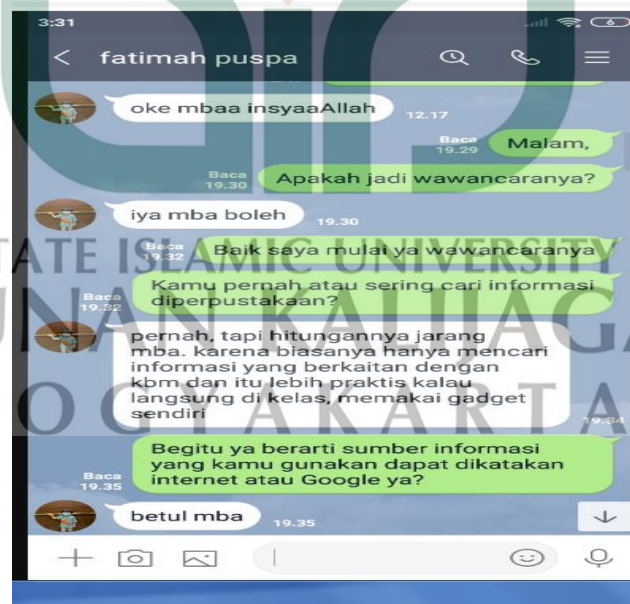 3:31
6
fatimah puspa
oke mbaa insyaaAllah
12.17
Baca
19.29
Malam,
Baca
19.30
Apakah jadi wawancaranya?
iya mba boleh
19.30
Baca
19.32
Baik saya mulai ya wawancaranya
Kamu pernah atau sering cari informasi
diperpustakaan?
Baca
19.32
pernah, tapi hitungannya jarang
mba. karena biasanya hanya mencari
informasi yang berkaitan dengan
kbm dan itu lebih praktis kalau
langsung di kelas, memakai gadget
sendiri
19.34
Begitu ya berarti sumber informasi
yang kamu gunakan dapat dikatakan
internet atau Google ya?
Baca
19.35
betul mba
19.35
TATE ISLAMIC UNIVERSITY
UNAN KALIJAGA
OGYAKARTA